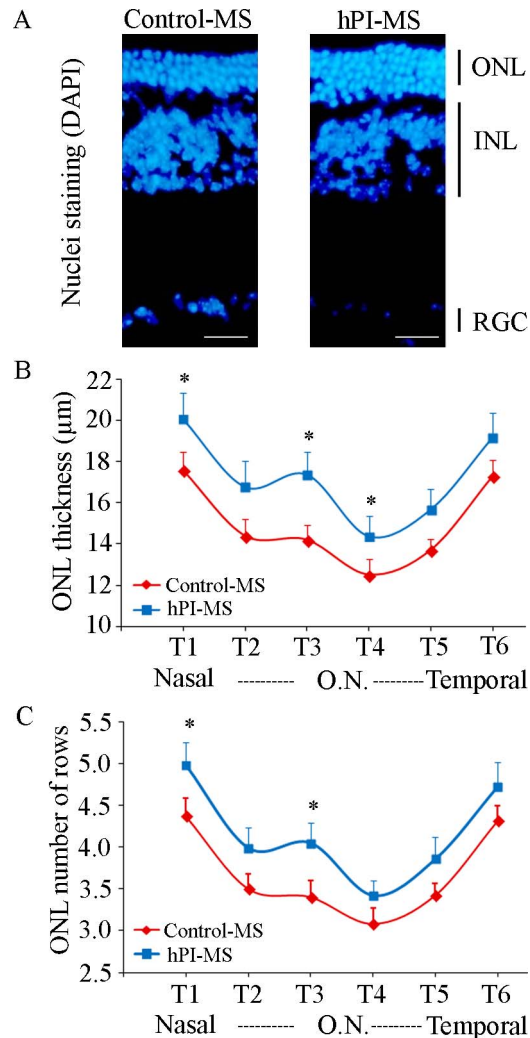 A
Control-MS
hPI-MS
Nuclei staining (DAPI)
ONL
INL
RGC
B
ONL thickness (μm)
22
20
18
16
14
12
10
*
*
*
Control-MS
hPI-MS
T1 T2 T3 T4 T5 T6
Nasal ---------- O.N. -------- Temporal
C
ONL number of rows
5.5
5.0
4.5
4.0
3.5
3.0
2.5
*
*
Control-MS
hPI-MS
T1 T2 T3 T4 T5 T6
Nasal ---------- O.N. -------- Temporal